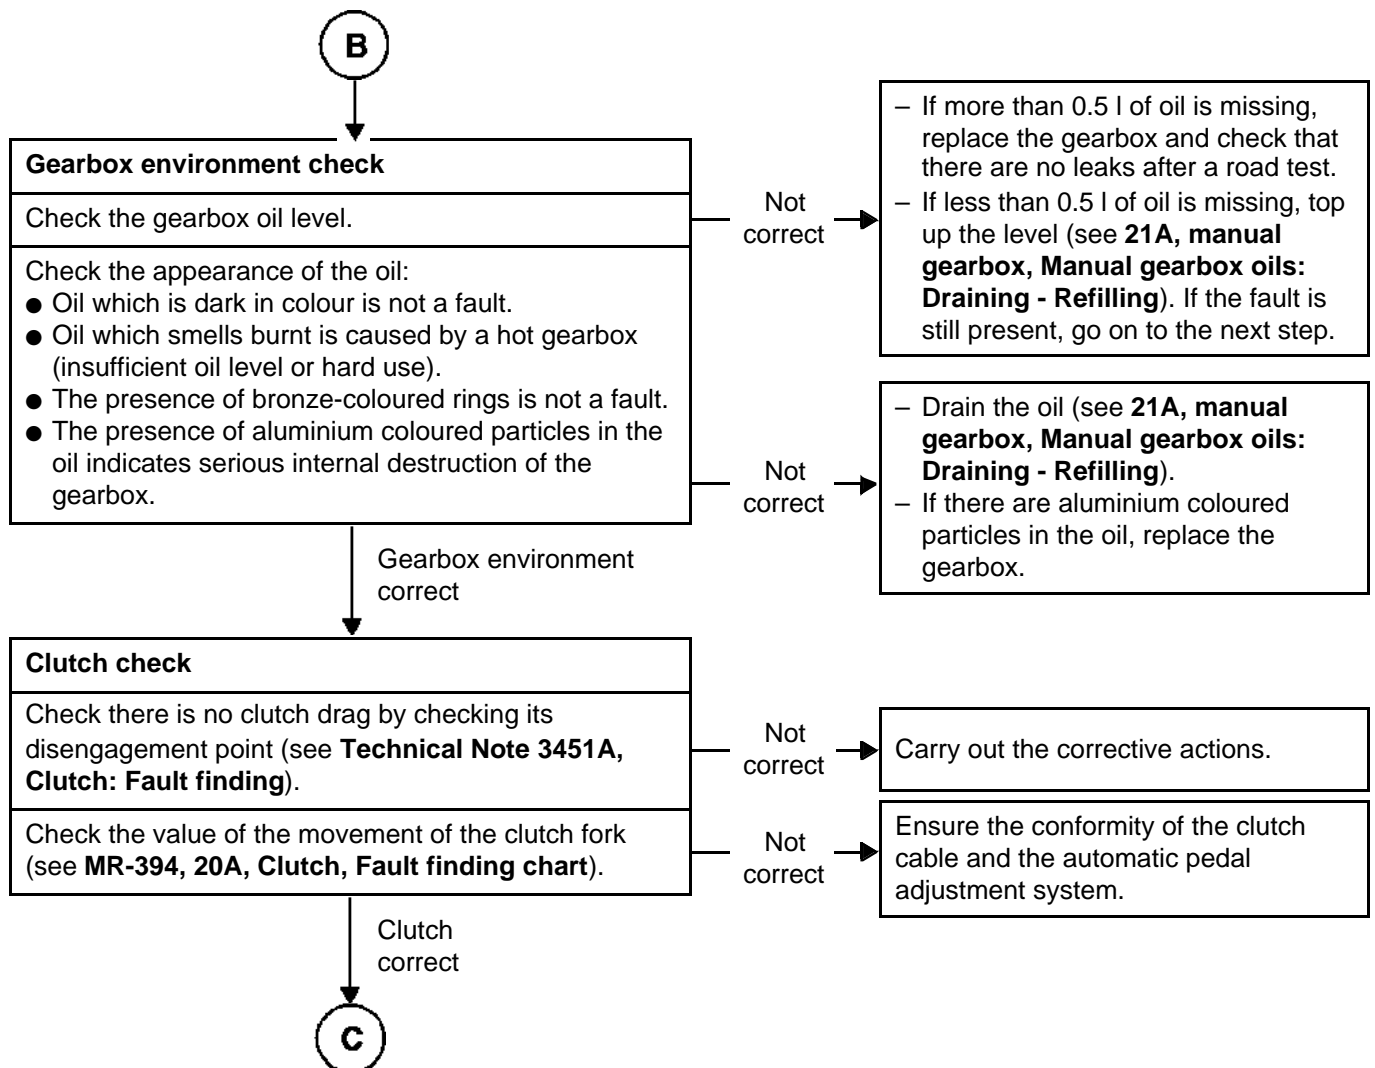 B
Gearbox environment check
Check the gearbox oil level.
Not
correct
– If more than 0.5 l of oil is missing,
replace the gearbox and check that
there are no leaks after a road test.
– If less than 0.5 l of oil is missing, top
up the level (see 21A, manual
gearbox, Manual gearbox oils:
Draining - Refilling). If the fault is
still present, go on to the next step.
Check the appearance of the oil:
● Oil which is dark in colour is not a fault.
● Oil which smells burnt is caused by a hot gearbox
(insufficient oil level or hard use).
● The presence of bronze-coloured rings is not a fault.
● The presence of aluminium coloured particles in the
oil indicates serious internal destruction of the
gearbox.
Not
correct
– Drain the oil (see 21A, manual
gearbox, Manual gearbox oils:
Draining - Refilling).
– If there are aluminium coloured
particles in the oil, replace the
gearbox.
Gearbox environment
correct
Clutch check
Check there is no clutch drag by checking its
disengagement point (see Technical Note 3451A,
Clutch: Fault finding).
Not
correct
Carry out the corrective actions.
Check the value of the movement of the clutch fork
(see MR-394, 20A, Clutch, Fault finding chart).
Not
correct
Ensure the conformity of the clutch
cable and the automatic pedal
adjustment system.
Clutch
correct
C